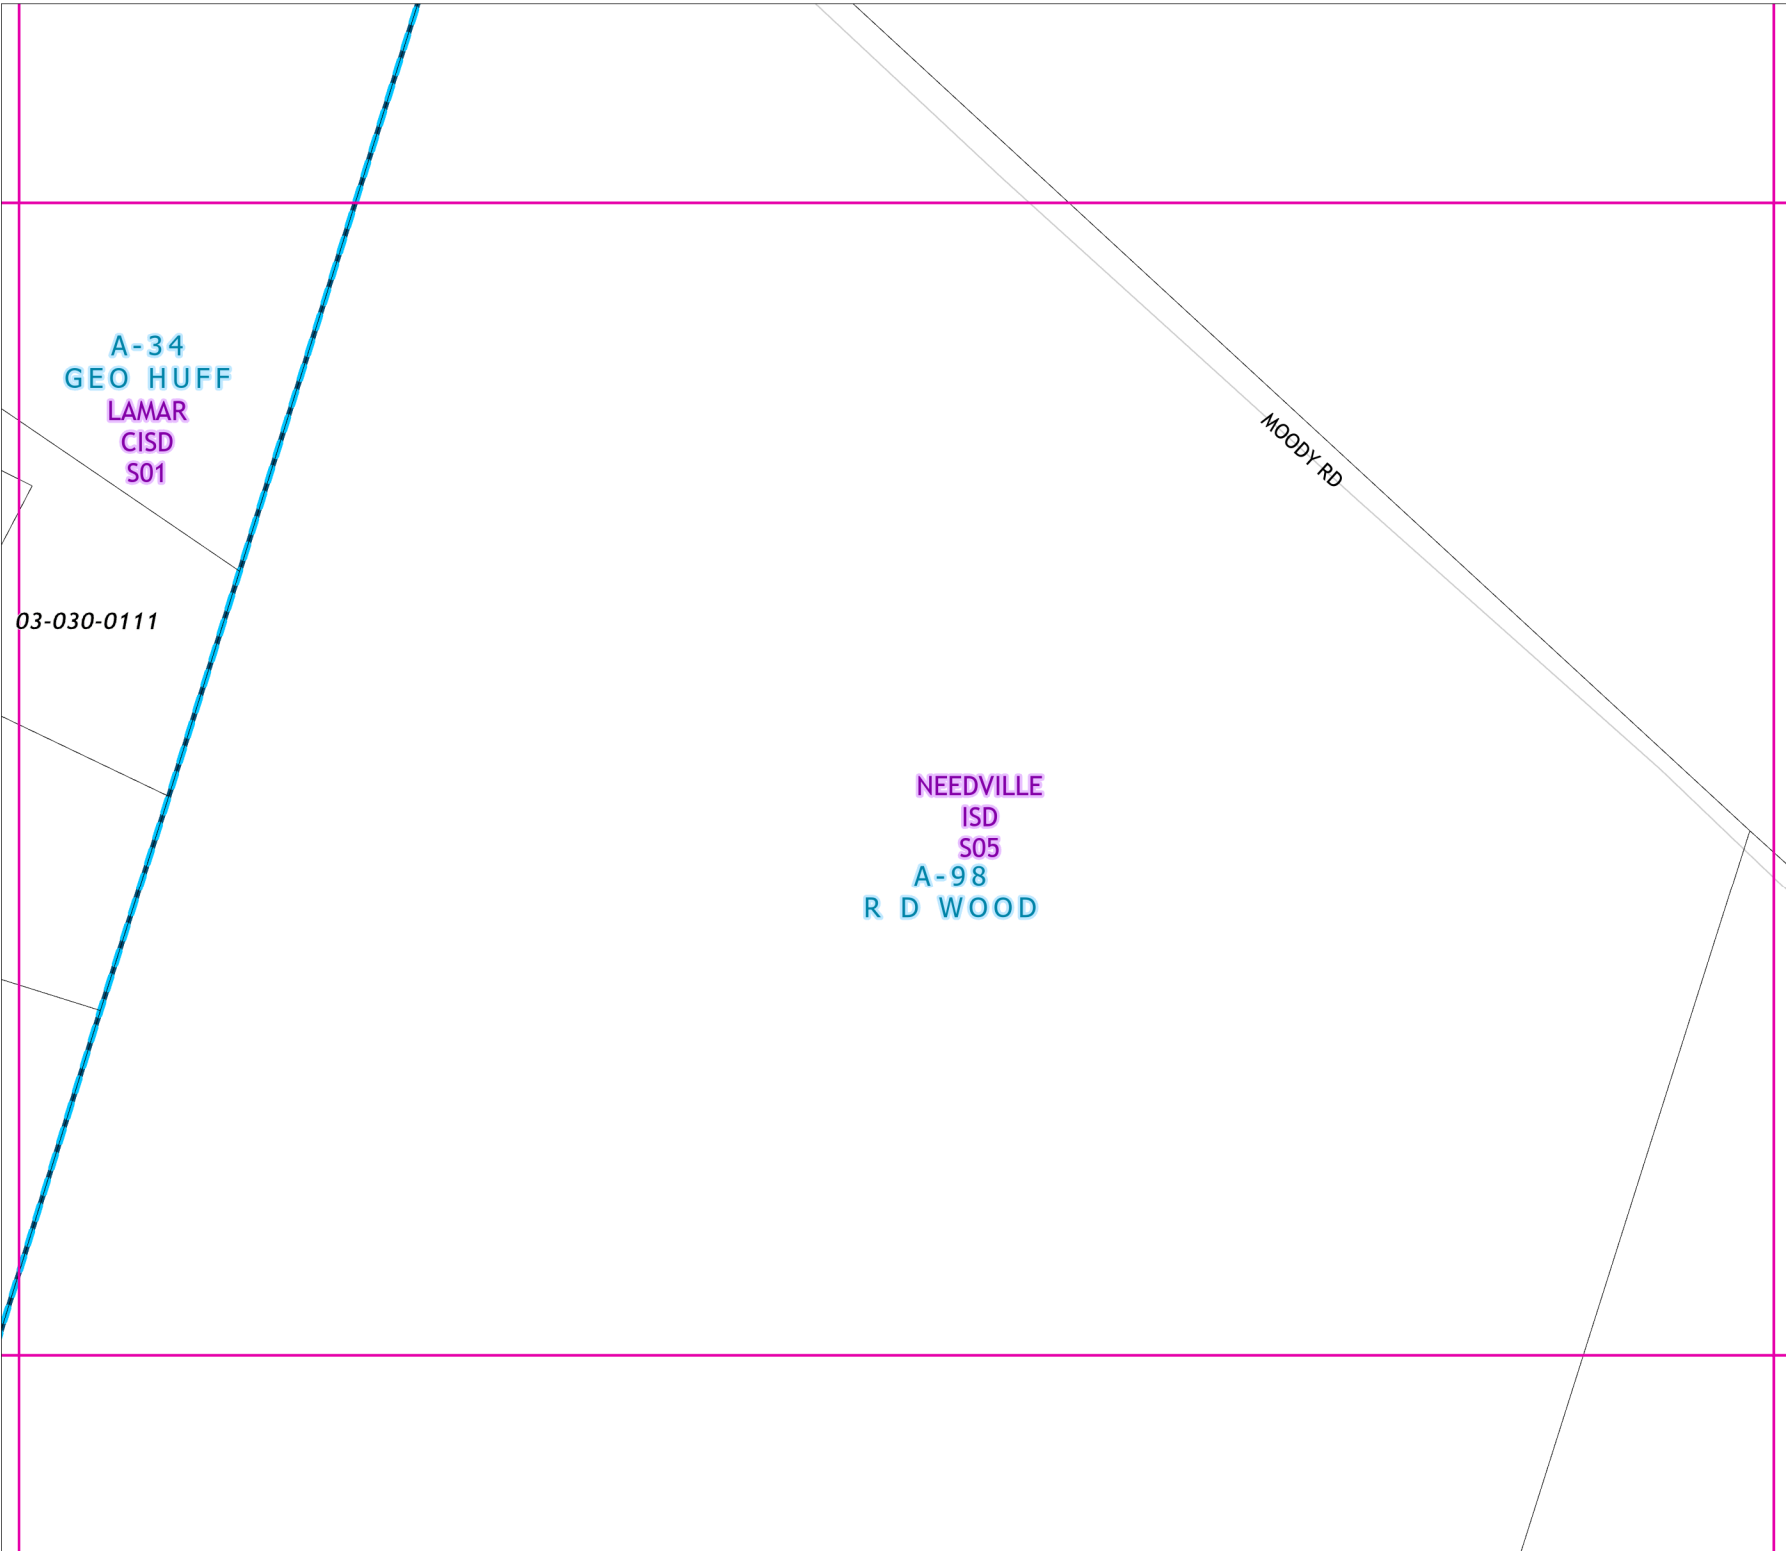 A-34
GEO HUFF
LAMAR
CISD
S01
MOODY RD
03-030-0111
NEEDVILLE
ISD
S05
A-98
R D WOOD